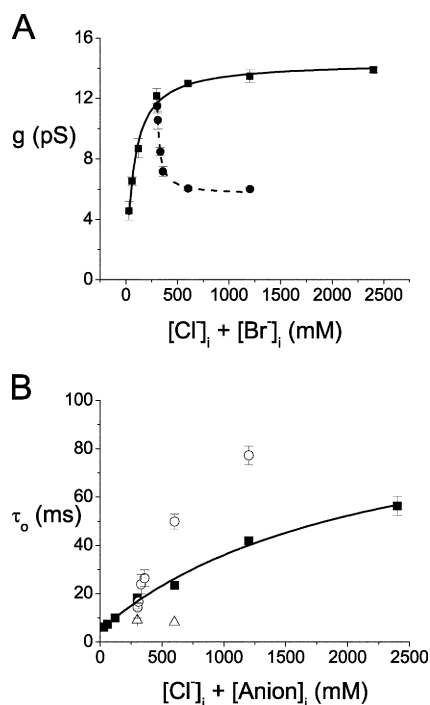 A
16
12
g (pS)
8
4
0
0 500 1000 1500 2000 2500
[Cl⁻]ᵢ + [Br⁻]ᵢ (mM)
B
100
80
60
τₒ (ms)
40
20
0
0 500 1000 1500 2000 2500
[Cl⁻]ᵢ + [Anion]ᵢ (mM)